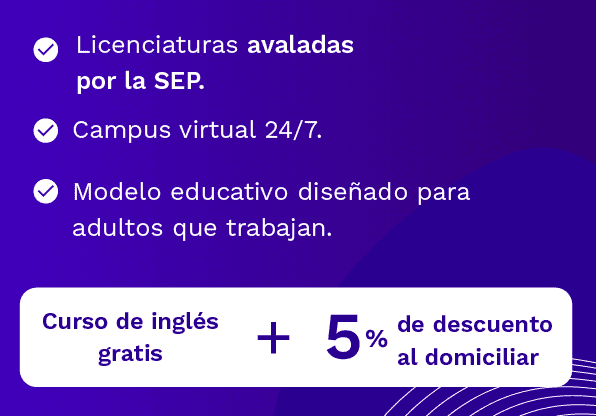 Licenciaturas avaladas
por la SEP.
Campus virtual 24/7.
Modelo educativo diseñado para
adultos que trabajan.
Curso de inglés
gratis
+
5%
de descuento
al domiciliar